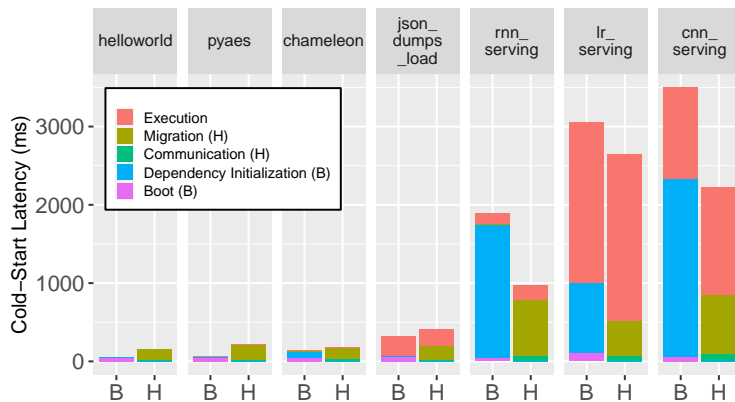 helloworld
pyaes
chameleon
json_
dumps
_load
rnn_
serving
lr_
serving
cnn_
serving
Execution
Migration (H)
Communication (H)
Dependency Initialization (B)
Boot (B)
Cold−Start Latency (ms)
3000
2000
1000
0
B H B H B H B H B H B H B H